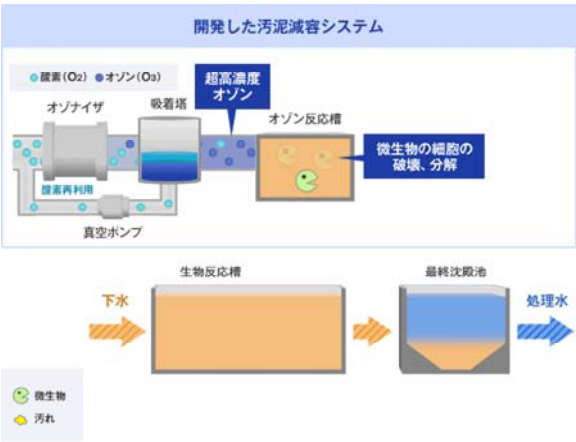 開発した汚泥減容システム
酸素(O2) オゾン(O3)
超高濃度
オゾン
オゾナイザ
吸着塔
オゾン反応槽
微生物の細胞の
破壊、分解
酸素再利用
真空ポンプ
生物反応槽
最終沈殿池
下水
処理水
微生物
汚れ